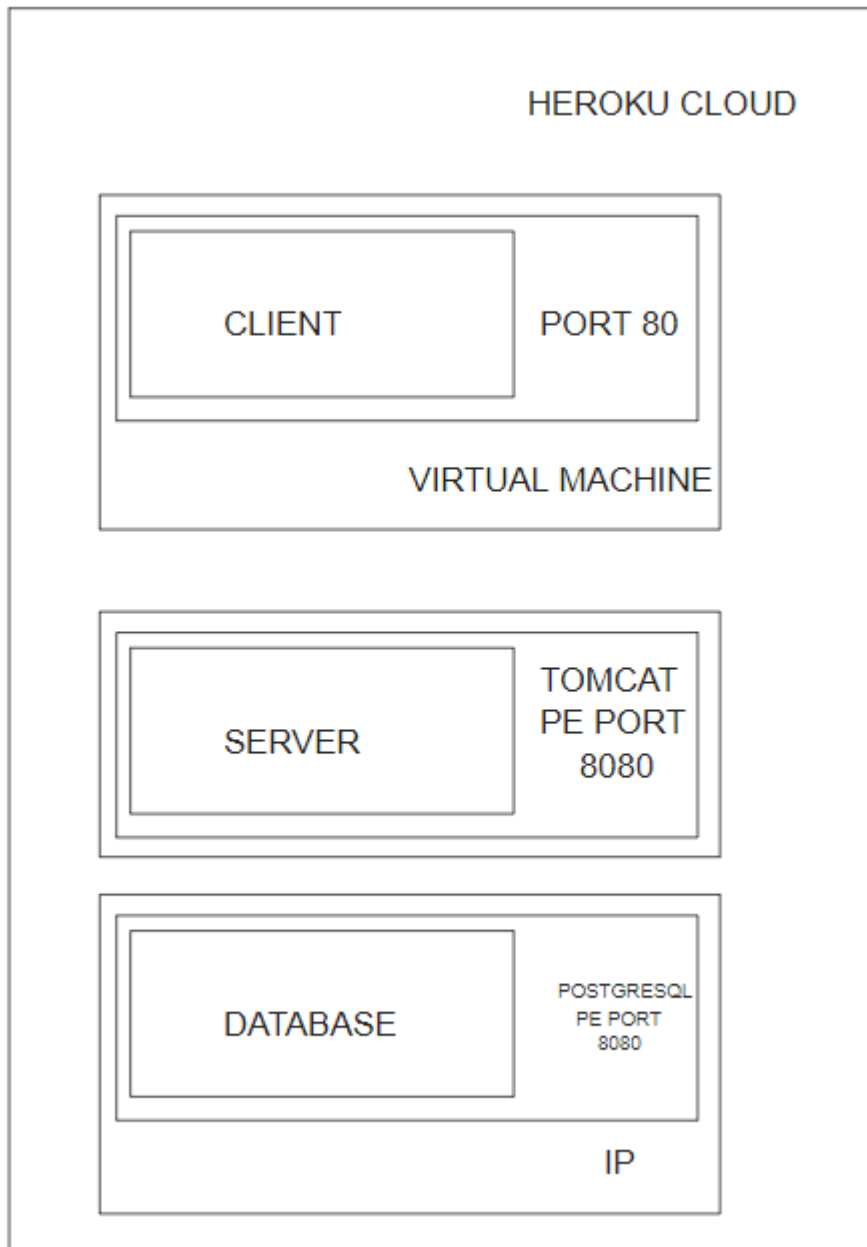 HEROKU CLOUD
CLIENT
PORT 80
VIRTUAL MACHINE
SERVER
TOMCAT
PE PORT
8080
DATABASE
POSTGRESQL
PE PORT
8080
IP